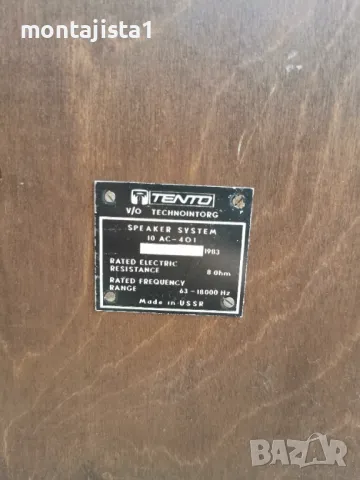 montajista1
TENTO
V/O TECHNOINTORG
SPEAKER SYSTEM
10 AC-401
1983
RATED ELECTRIC
RESISTANCE 8 Ohm
RATED FREQUENCY
RANGE 63-18000 Hz
Made in USSR
BAZAR